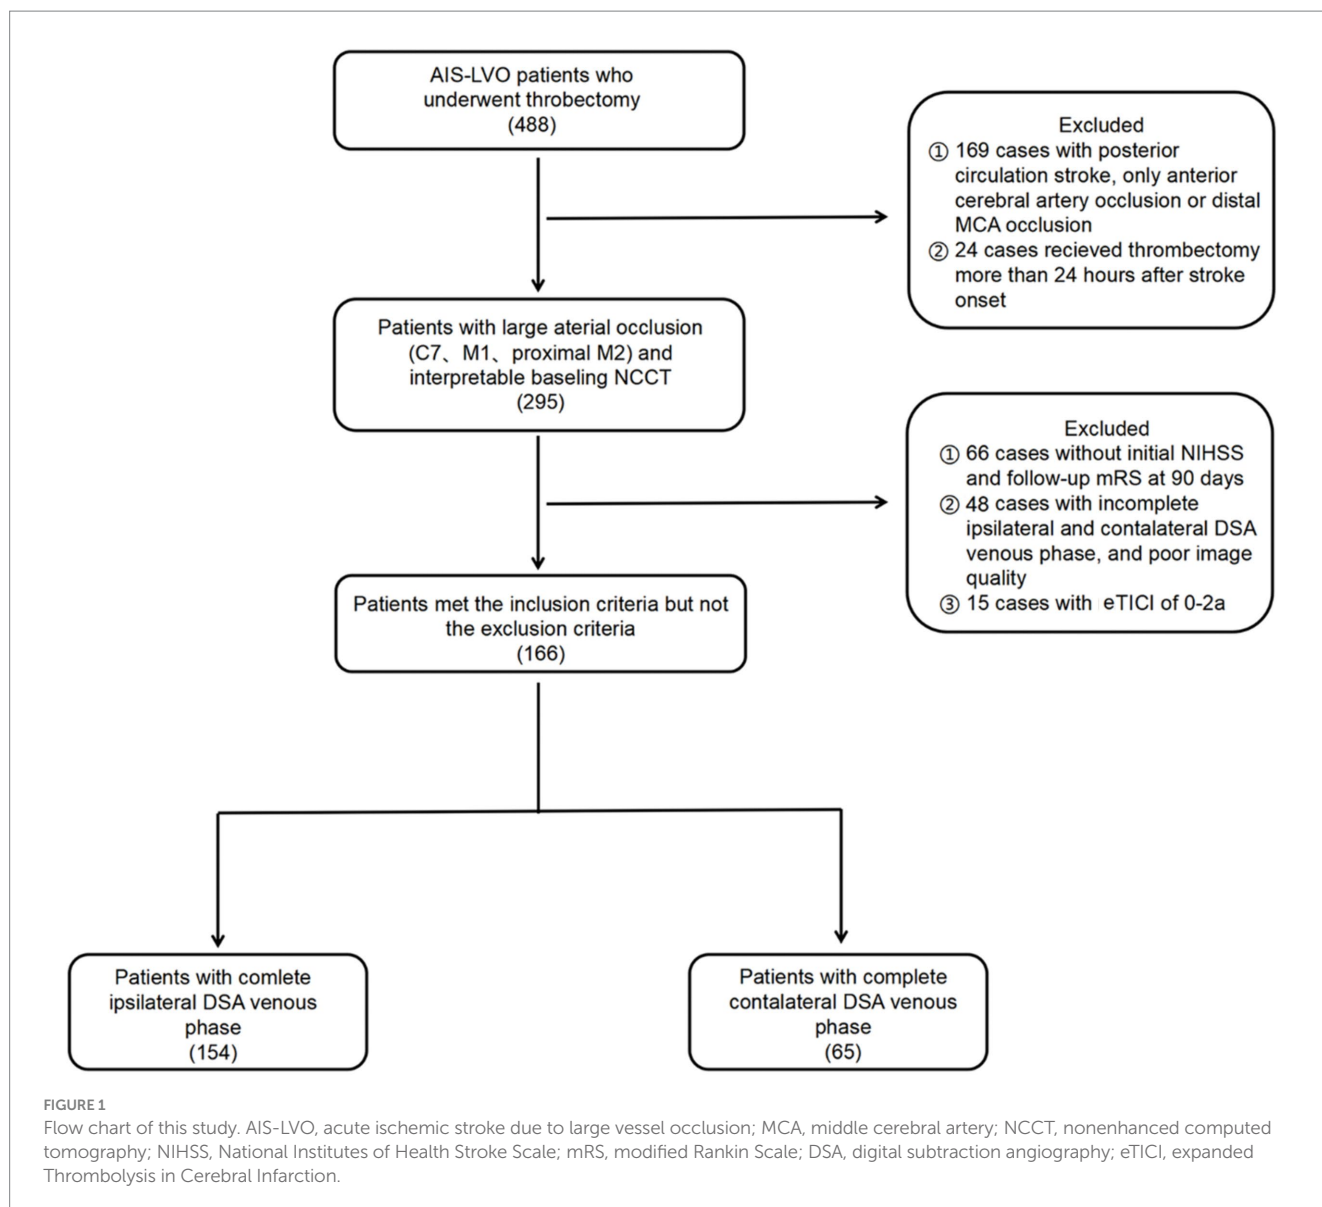 AIS-LVO patients who
underwent throbectomy
(488)
Excluded
① 169 cases with posterior
circulation stroke, only anterior
cerebral artery occlusion or distal
MCA occlusion
② 24 cases recieved thrombectomy
more than 24 hours after stroke
onset
Patients with large aterial occlusion
(C7、M1、proximal M2) and
interpretable baseling NCCT
(295)
Excluded
① 66 cases without initial NIHSS
and follow-up mRS at 90 days
② 48 cases with incomplete
ipsilateral and contalateral DSA
venous phase, and poor image
quality
③ 15 cases with eTICI of 0-2a
Patients met the inclusion criteria but not
the exclusion criteria
(166)
Patients with comlete
ipsilateral DSA venous
phase
(154)
Patients with complete
contalateral DSA venous
phase
(65)
FIGURE 1
Flow chart of this study. AIS-LVO, acute ischemic stroke due to large vessel occlusion; MCA, middle cerebral artery; NCCT, nonenhanced computed
tomography; NIHSS, National Institutes of Health Stroke Scale; mRS, modified Rankin Scale; DSA, digital subtraction angiography; eTICI, expanded
Thrombolysis in Cerebral Infarction.